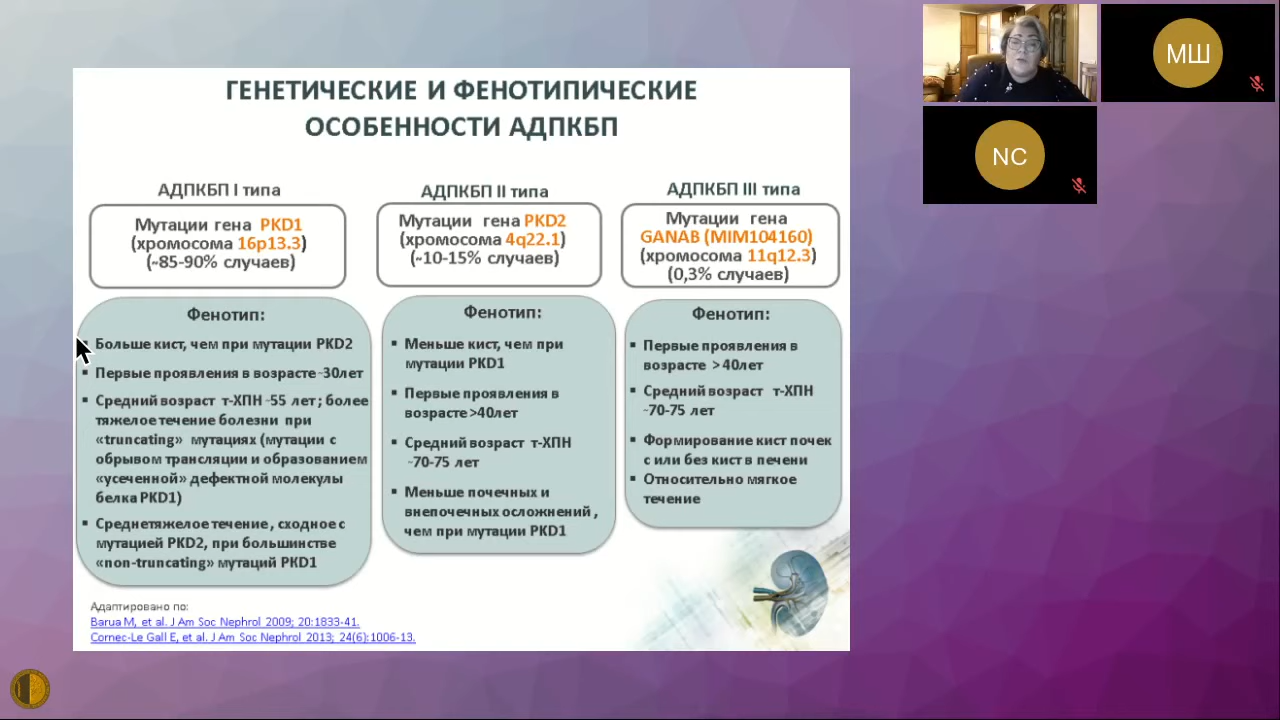 ГЕНЕТИЧЕСКИЕ И ФЕНОТИПИЧЕСКИЕ
ОСОБЕННОСТИ АДПКБП
АДПКБП I типа
Мутации гена PKD1
(хромосома 16p13.3)
(~85-90% случаев)
Фенотип:
▪ Больше кист, чем при мутации PKD2
▪ Первые проявления в возрасте ~30лет
▪ Средний возраст т-ХПН ~55 лет; более
тяжелое течение болезни при
«truncating» мутациях (мутации с
обрывом трансляции и образованием
«усеченной» дефектной молекулы
белка PKD1)
▪ Среднетяжелое течение, сходное с
мутацией PKD2, при большинстве
«non-truncating» мутаций PKD1
АДПКБП II типа
Мутации гена PKD2
(хромосома 4q22.1)
(~10-15% случаев)
Фенотип:
▪ Меньше кист, чем при
мутации PKD1
▪ Первые проявления в
возрасте >40лет
▪ Средний возраст т-ХПН
~70-75 лет
▪ Меньше почечных и
внепочечных осложнений,
чем при мутации PKD1
АДПКБП III типа
Мутации гена
GANAB (MIM104160)
(хромосома 11q12.3)
(0,3% случаев)
Фенотип:
▪ Первые проявления в
возрасте > 40лет
▪ Средний возраст т-ХПН
~70-75 лет
▪ Формирование кист почек
с или без кист в печени
▪ Относительно мягкое
течение
Адаптировано по:
Barua M, et al. J Am Soc Nephrol 2009; 20:1833-41.
Cornec-Le Gall E, et al. J Am Soc Nephrol 2013; 24(6):1006-13.
МШ
NC